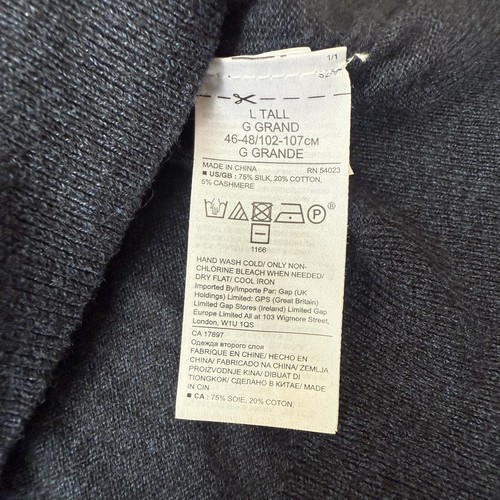 1/1
L TALL
G GRAND
46-48/102-107CM
G GRANDE
MADE IN CHINA RN 54023
■ US/GB : 75% SILK, 20% COTTON,
5% CASHMERE
P
1166
HAND WASH COLD/ ONLY NON-
CHLORINE BLEACH WHEN NEEDED/
DRY FLAT/ COOL IRON
Imported By/Importe Par: Gap (UK
Holdings) Limited: GPS (Great Britain)
Limited Gap Stores (Ireland) Limited Gap
Europe Limited All at 103 Wigmore Street,
London, W1U 1QS
CA 17897
Одежда второго слоя
FABRIQUE EN CHINE/ HECHO EN
CHINA/ FABRICADO NA CHINA/ ZEMLJA
PROIZVODNJE KINA/ DIBUAT DI
TIONGKOK/ СДЕЛАНО В КИТАЕ/ MADE
IN CIN
■ CA : 75% SOIE, 20% COTON,